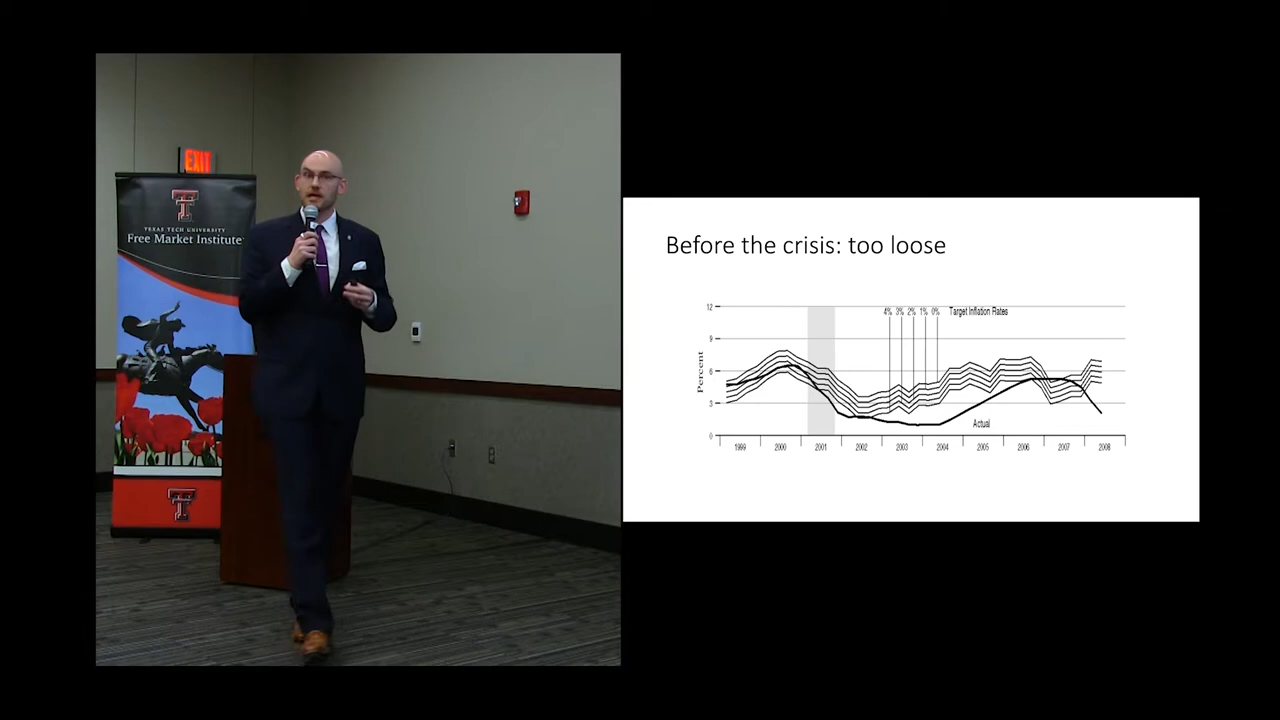 EXIT
TEXAS TECH UNIVERSITY
Free Market Institute
Before the crisis: too loose
12
9
6
3
0
Percent
4% 3% 2% 1% 0% Target Inflation Rates
Actual
1999 2000 2001 2002 2003 2004 2005 2006 2007 2008